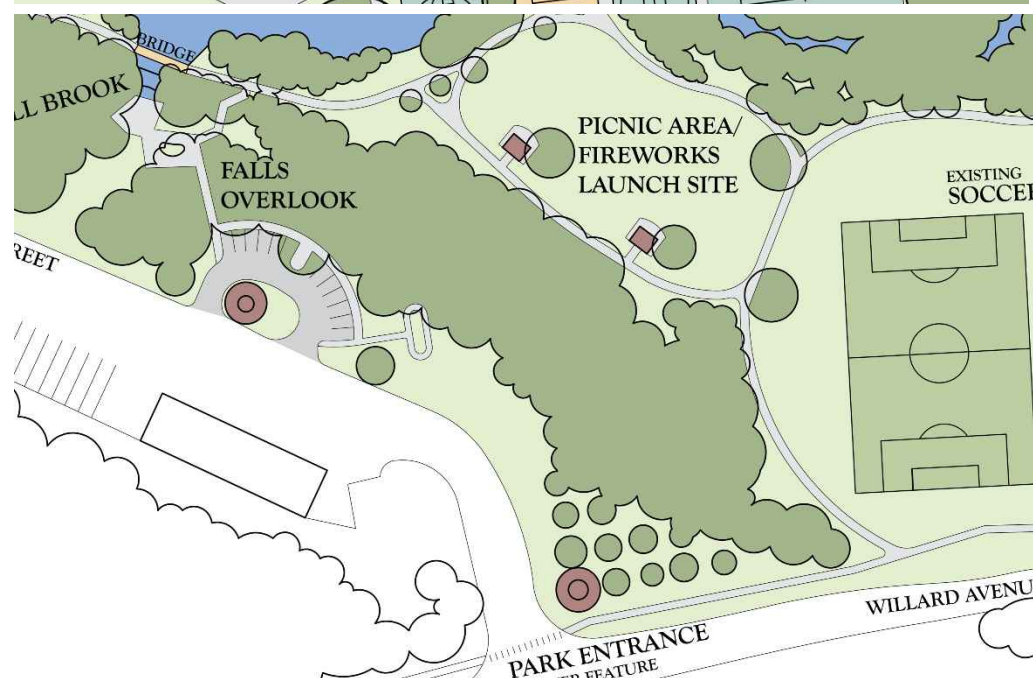 BRIDGE
LL BROOK
FALLS
OVERLOOK
PICNIC AREA/
FIREWORKS
LAUNCH SITE
EXISTING
SOCCE
REET
WILLARD AVENU
PARK ENTRANCE
ER FEATURE